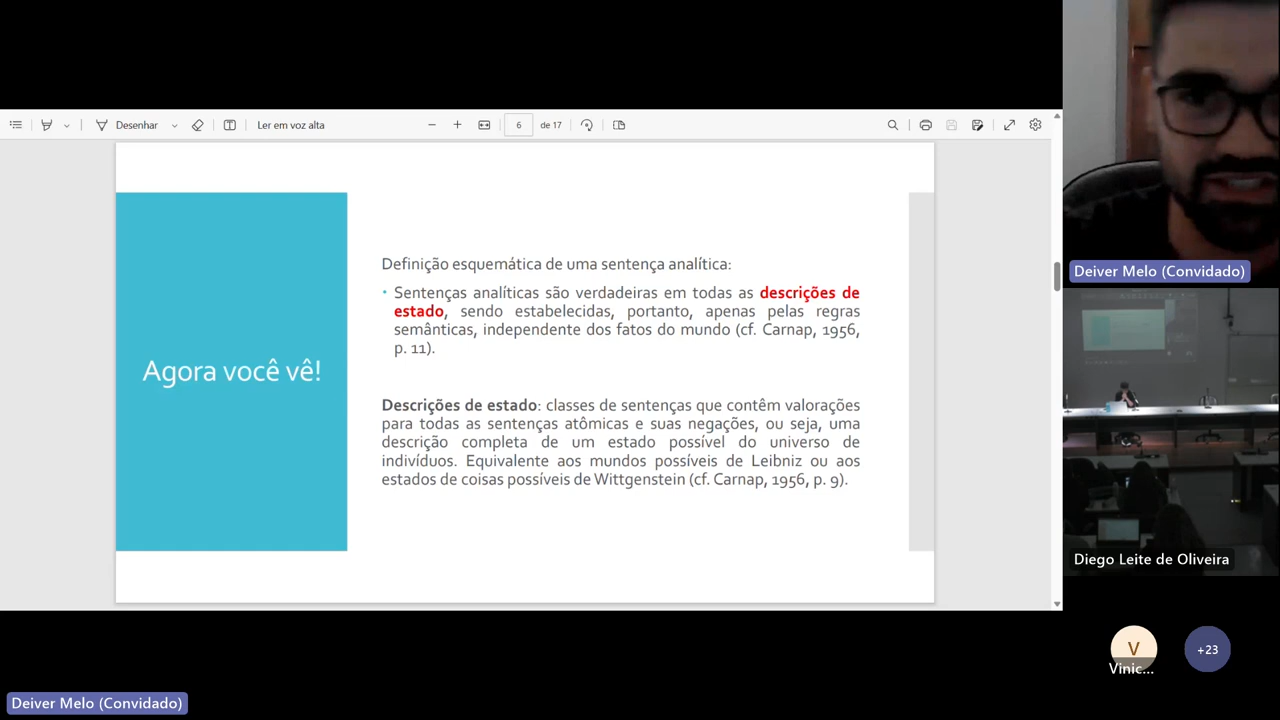 Desenhar
Ler em voz alta
6
de 17
Agora você vê!
Definição esquemática de uma sentença analítica:
• Sentenças analíticas são verdadeiras em todas as descrições de
estado, sendo estabelecidas, portanto, apenas pelas regras
semânticas, independente dos fatos do mundo (cf. Carnap, 1956,
p. 11).
Descrições de estado: classes de sentenças que contêm valorações
para todas as sentenças atômicas e suas negações, ou seja, uma
descrição completa de um estado possível do universo de
indivíduos. Equivalente aos mundos possíveis de Leibniz ou aos
estados de coisas possíveis de Wittgenstein (cf. Carnap, 1956, p. 9).
Deiver Melo (Convidado)
Diego Leite de Oliveira
V
Vinic...
+23
Deiver Melo (Convidado)